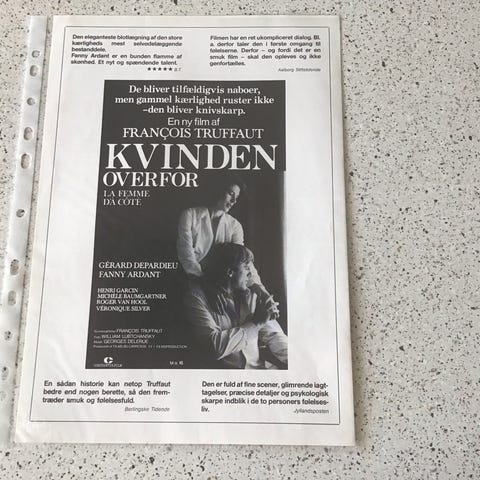 Den eleganteste blotlægning af den store
kærligheds mest selvødelæggende
bestanddele.
Fanny Ardant er en bunden flamme af
skønhed. Et nyt og spændende talent.
★★★★★ B.T.
Filmen har en ret ukompliceret dialog. Bl.
a. derfor taler den i første omgang til
følelserne. Derfor – og fordi det er en
smuk film – skal den opleves og ikke
genfortælles.
Aalborg Stiftstidende
De bliver tilfældigvis naboer,
men gammel kærlighed ruster ikke
–den bliver knivskarp.
En ny film af
FRANÇOIS TRUFFAUT
KVINDEN
OVERFOR
LA FEMME
D'A CÔTÉ
GÉRARD DEPARDIEU
FANNY ARDANT
HENRI GARCIN
MICHÈLE BAUMGARTNER
ROGER VAN HOOL
VÉRONIQUE SILVER
FRANÇOIS TRUFFAUT
WILLIAM LUBTCHANSKY
GEORGES DELERUE
En sådan historie kan netop Truffaut
bedre end nogen berette, så den frem-
træder smuk og følelsesfuld.
Berlingske Tidende
Den er fuld af fine scener, glimrende iagt-
tagelser, præcise detaljer og psykologisk
skarpe indblik i de to personers følelses-
liv.
Jyllandsposten